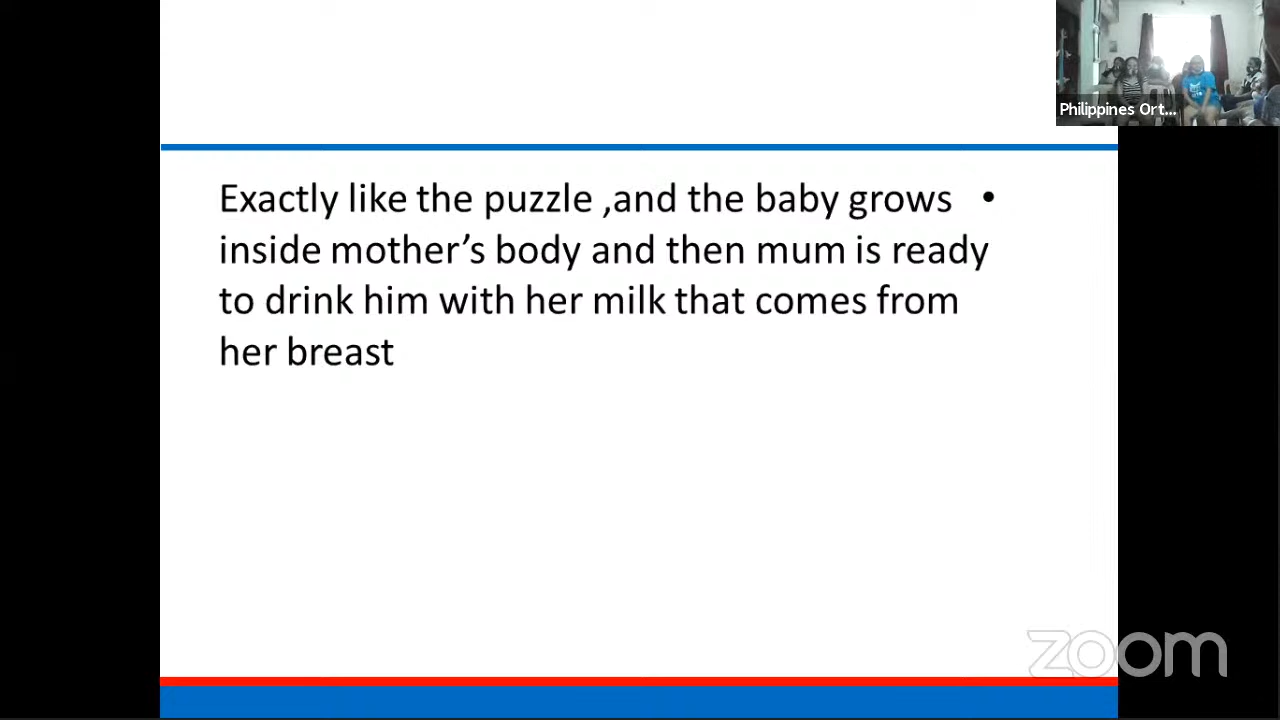 Philippines Ort...
Exactly like the puzzle ,and the baby grows •
inside mother’s body and then mum is ready
to drink him with her milk that comes from
her breast
zoom